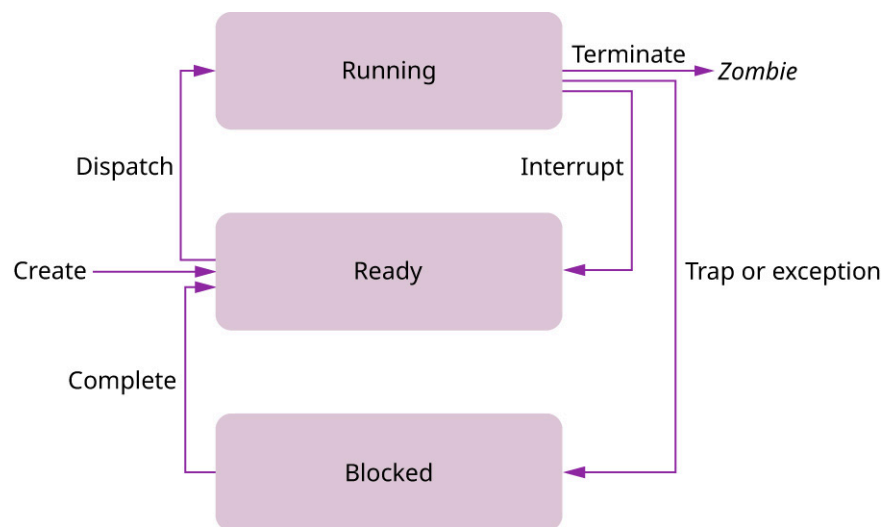 Terminate
Running
Zombie
Dispatch
Interrupt
Create
Ready
Trap or exception
Complete
Blocked